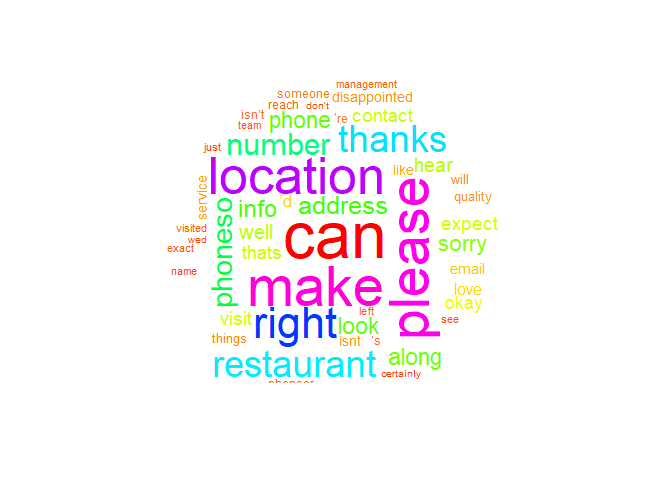 management
someone
disappointed
reach don't
isn't phone 're contact
team
number thanks
just
location like hear
will
service info 'd address please quality
phoneso
visited well can expect
wed
thats sorry
exact
name make email
love
visit right look left okay
see
things isnt 's
restaurant along
certainly